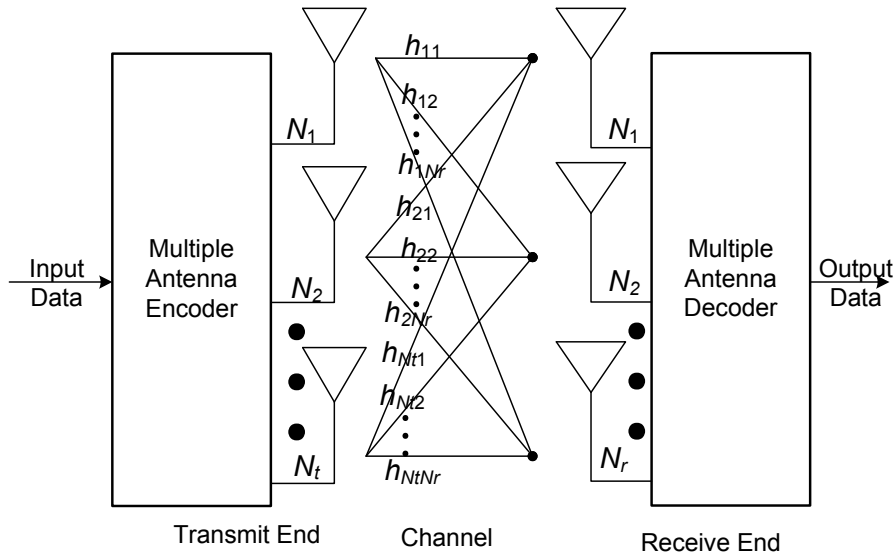 h11
h12
N1
N1
h1Nr
h21
Input
Data
Multiple
Antenna
Encoder
h22
Multiple
Antenna
Decoder
Output
Data
N2
N2
h2Nr
hNt1
hNt2
Nt
Nr
hNtNr
Transmit End
Channel
Receive End